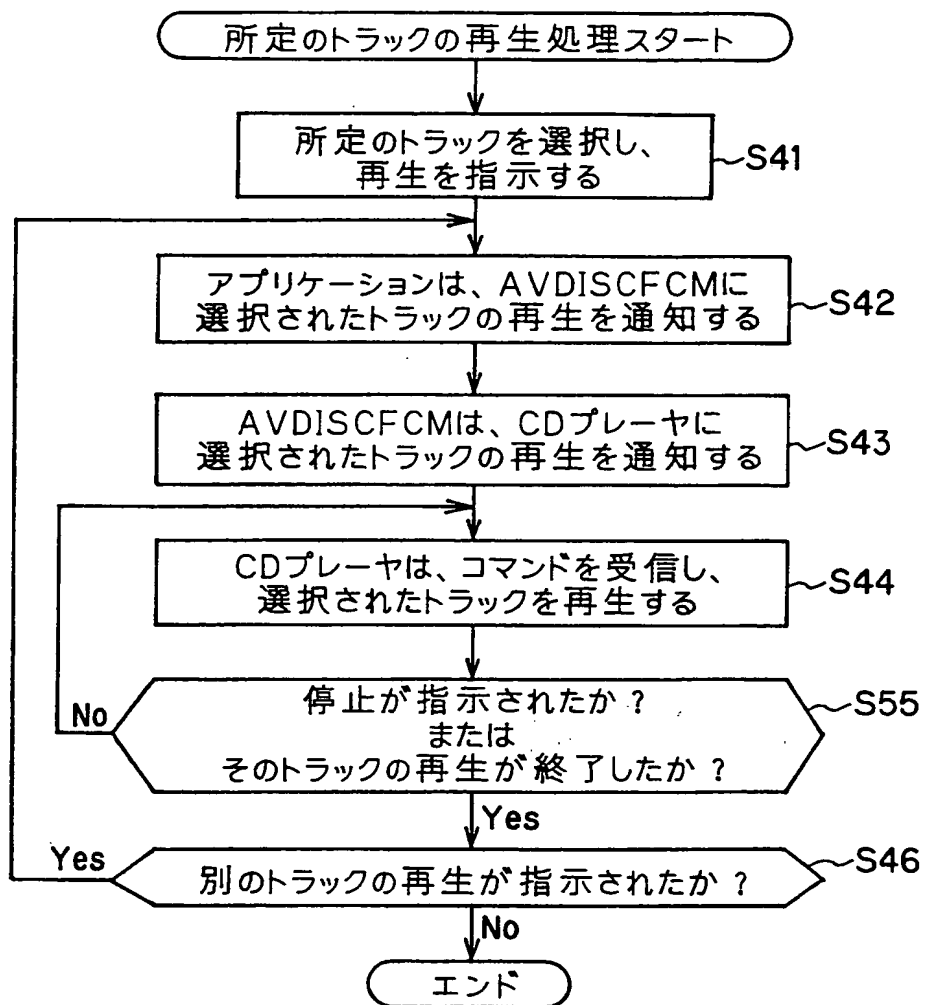 所定のトラックの再生処理スタート
所定のトラックを選択し、
再生を指示する
S41
アプリケーションは、AVDISCFCMに
選択されたトラックの再生を通知する
S42
AVDISCFCMは、CDプレーヤに
選択されたトラックの再生を通知する
S43
CDプレーヤは、コマンドを受信し、
選択されたトラックを再生する
S44
停止が指示されたか?
または
そのトラックの再生が終了したか?
S55
No
Yes
別のトラックの再生が指示されたか?
S46
Yes
No
エンド